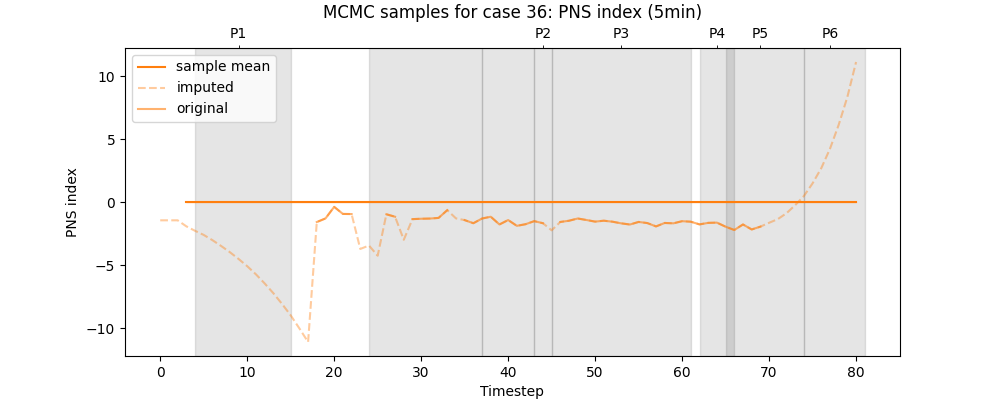 MCMC samples for case 36: PNS index (5min)
P1 P2 P3 P4 P5 P6
sample mean
imputed
original
10
5
0
−5
−10
PNS index
0 10 20 30 40 50 60 70 80
Timestep